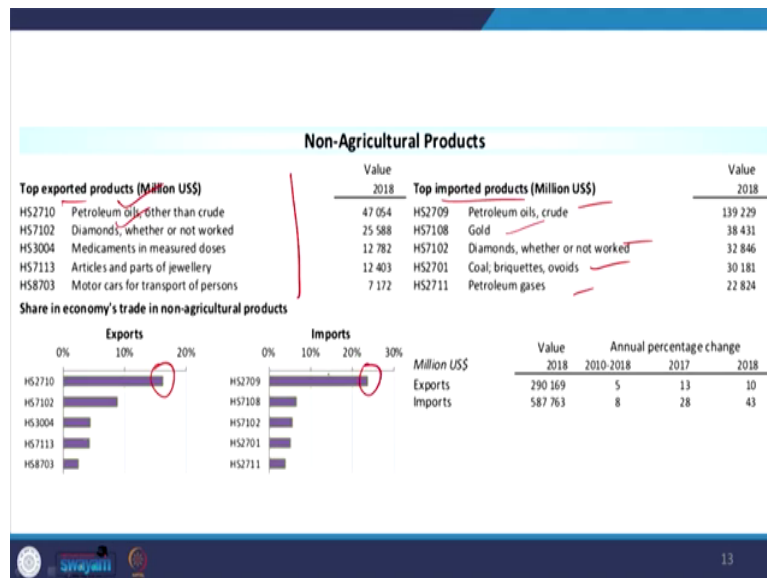 Non-Agricultural Products
Value
Top exported products (Million US$) 2018
HS2710 Petroleum oils, other than crude 47 054
HS7102 Diamonds, whether or not worked 25 588
HS3004 Medicaments in measured doses 12 782
HS7113 Articles and parts of jewellery 12 403
HS8703 Motor cars for transport of persons 7 172
Value
Top imported products (Million US$) 2018
HS2709 Petroleum oils, crude 139 229
HS7108 Gold 38 431
HS7102 Diamonds, whether or not worked 32 846
HS2701 Coal; briquettes, ovoids 30 181
HS2711 Petroleum gases 22 824
Share in economy's trade in non-agricultural products
Exports
0% 10% 20%
HS2710
HS7102
HS3004
HS7113
HS8703
Imports
0% 10% 20% 30%
HS2709
HS7108
HS7102
HS2701
HS2711
Value Annual percentage change
Million US$ 2018 2010-2018 2017 2018
Exports 290 169 5 13 10
Imports 587 763 8 28 43
swayam
13